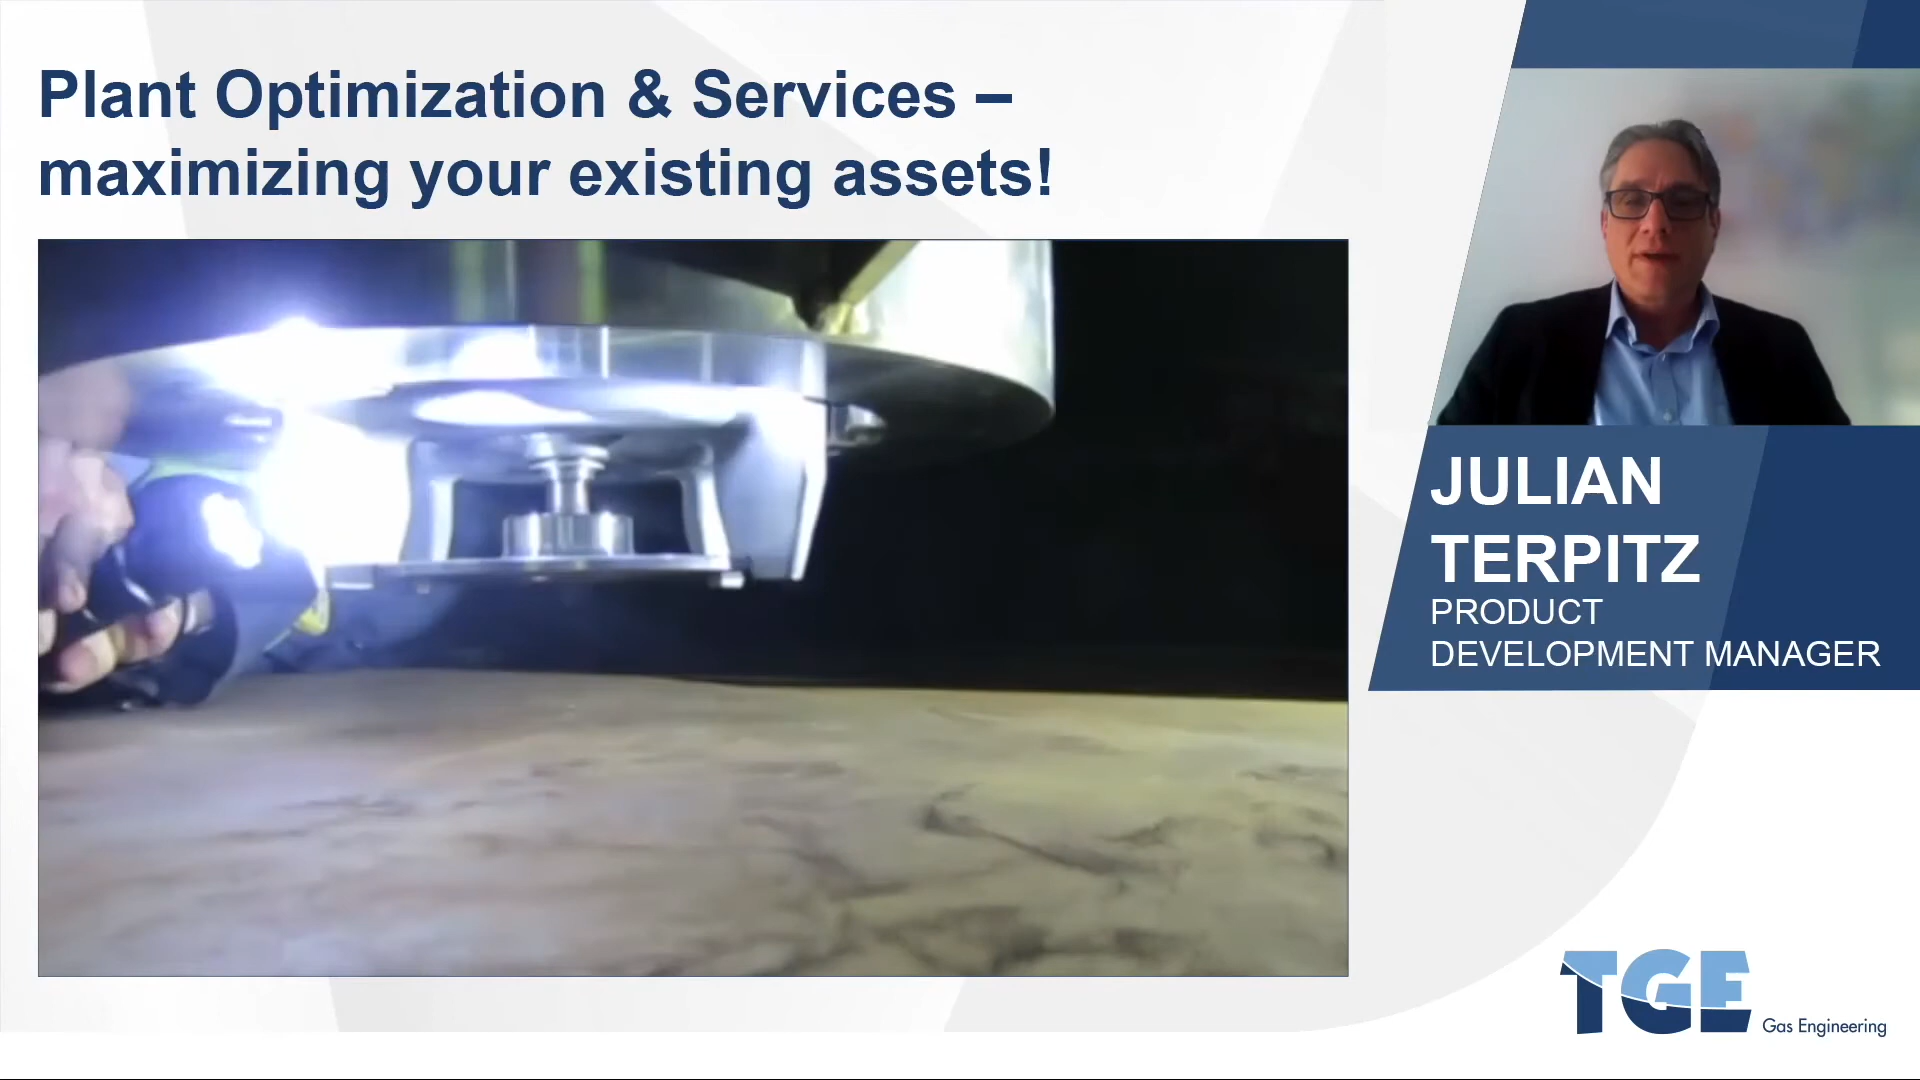 Plant Optimization & Services –
maximizing your existing assets!
JULIAN
TERPITZ
PRODUCT
DEVELOPMENT MANAGER
TGE Gas Engineering